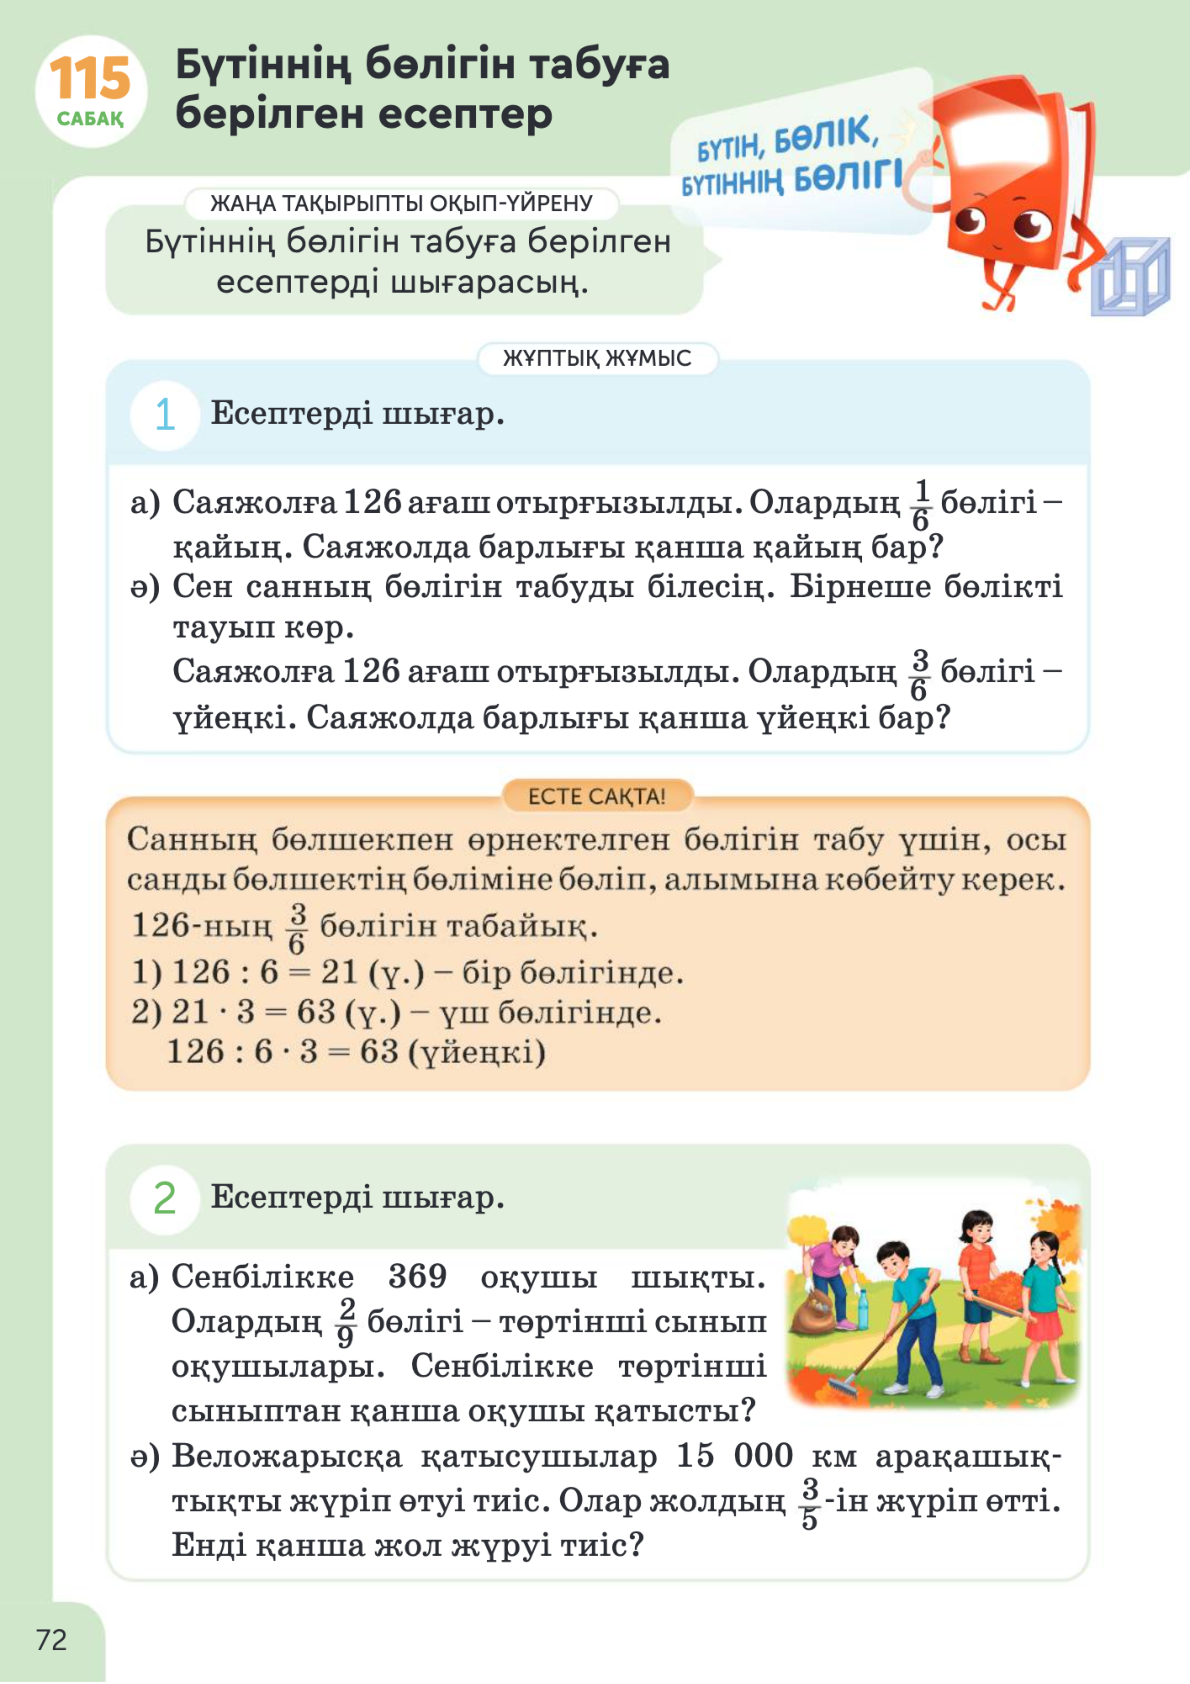 115
САБАҚ
Бүтіннің бөлігін табуға
берілген есептер
БҮТІН, БӨЛІК,
БҮТІННІҢ БӨЛІГІ
ЖАҢА ТАҚЫРЫПТЫ ОҚЫП-ҮЙРЕНУ
Бүтіннің бөлігін табуға берілген
есептерді шығарасың.
ЖҰПТЫҚ ЖҰМЫС
1 Есептерді шығар.
а) Саяжолға 126 ағаш отырғызылды. Олардың 1/6 бөлігі –
қайың. Саяжолда барлығы қанша қайың бар?
ә) Сен санның бөлігін табуды білесің. Бірнеше бөлікті
тауып көр.
Саяжолға 126 ағаш отырғызылды. Олардың 3/6 бөлігі –
үйеңкі. Саяжолда барлығы қанша үйеңкі бар?
ЕСТЕ САҚТА!
Санның бөлшекпен өрнектелген бөлігін табу үшін, осы
санды бөлшектің бөліміне бөліп, алымына көбейту керек.
126-ның 3/6 бөлігін табайық.
1) 126 : 6 = 21 (ү.) – бір бөлігінде.
2) 21 · 3 = 63 (ү.) – үш бөлігінде.
126 : 6 · 3 = 63 (үйеңкі)
2 Есептерді шығар.
а) Сенбілікке 369 оқушы шықты.
Олардың 2/9 бөлігі – төртінші сынып
оқушылары. Сенбілікке төртінші
сыныптан қанша оқушы қатысты?
ә) Веложарысқа қатысушылар 15 000 км арақашық-
тықты жүріп өтуі тиіс. Олар жолдың 3/5-ін жүріп өтті.
Енді қанша жол жүруі тиіс?
72